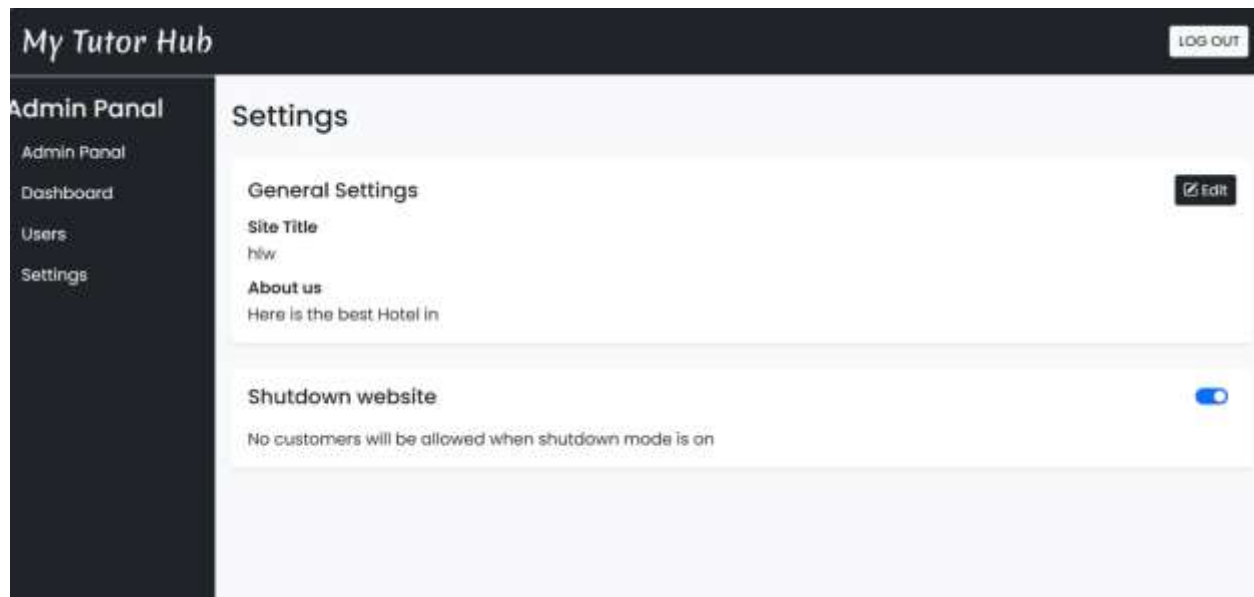 My Tutor Hub
LOG OUT
Admin Panal
Admin Panal
Dashboard
Users
Settings
Settings
General Settings
Edit
Site Title
hlw
About us
Here is the best Hotel in
Shutdown website
No customers will be allowed when shutdown mode is on